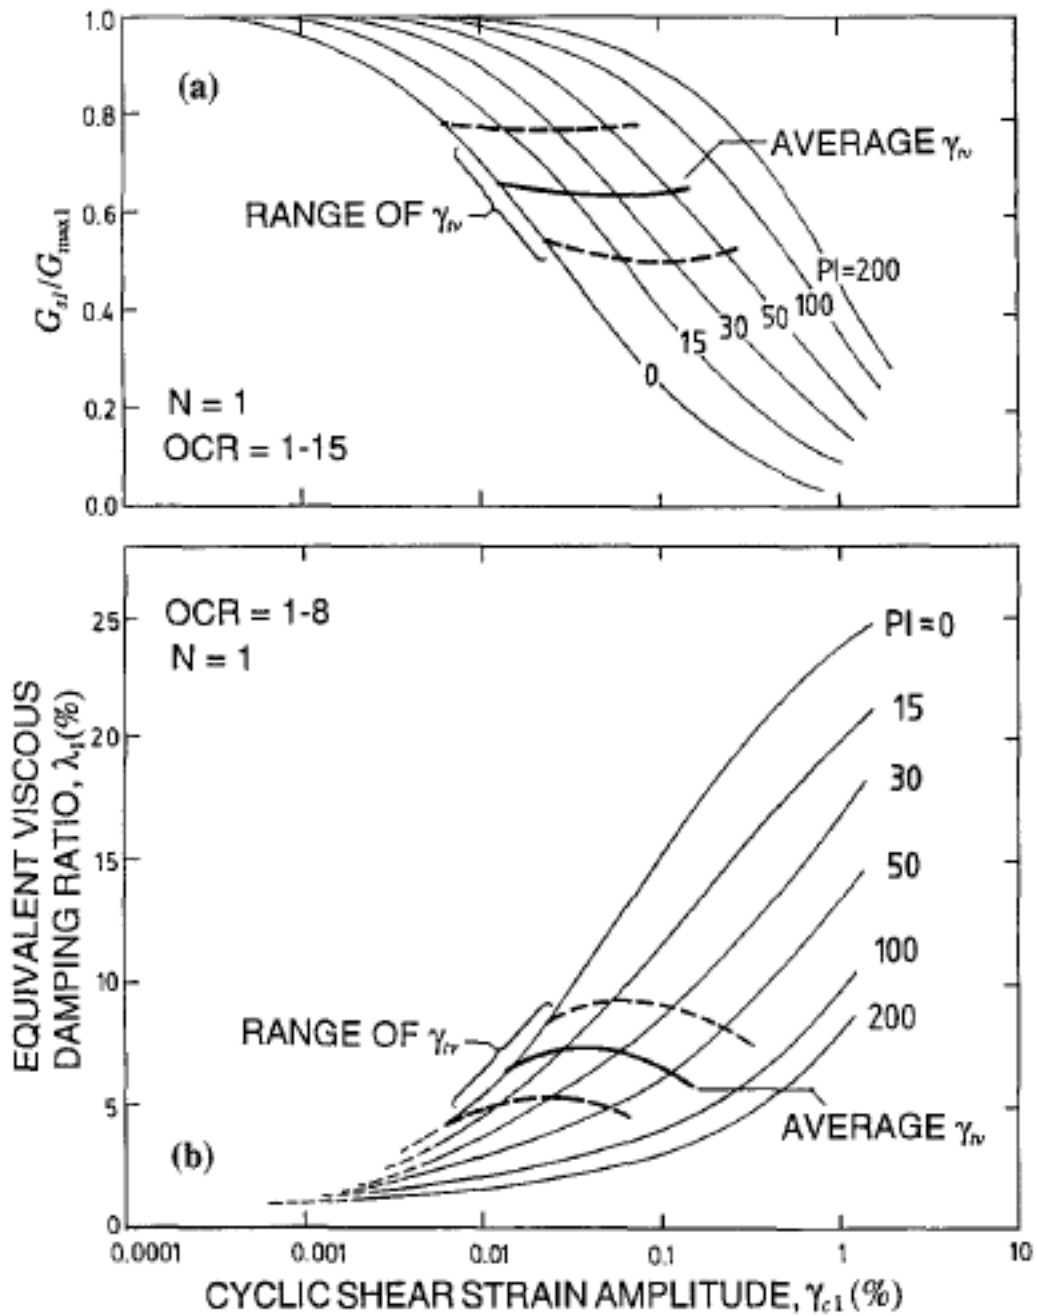 1.0
(a)
0.8
AVERAGE γtv
0.6
RANGE OF γtv
Gs1/Gmax1
PI=200
100
50
30
15
0
0.4
N = 1
0.2
OCR = 1-15
0.0
OCR = 1-8
N = 1
25
PI=0
15
20
30
15
50
100
10
200
RANGE OF γtv
5
AVERAGE γtv
(b)
0
EQUIVALENT VISCOUS
DAMPING RATIO, λ1(%)
0.0001 0.001 0.01 0.1 1 10
CYCLIC SHEAR STRAIN AMPLITUDE, γc1 (%)